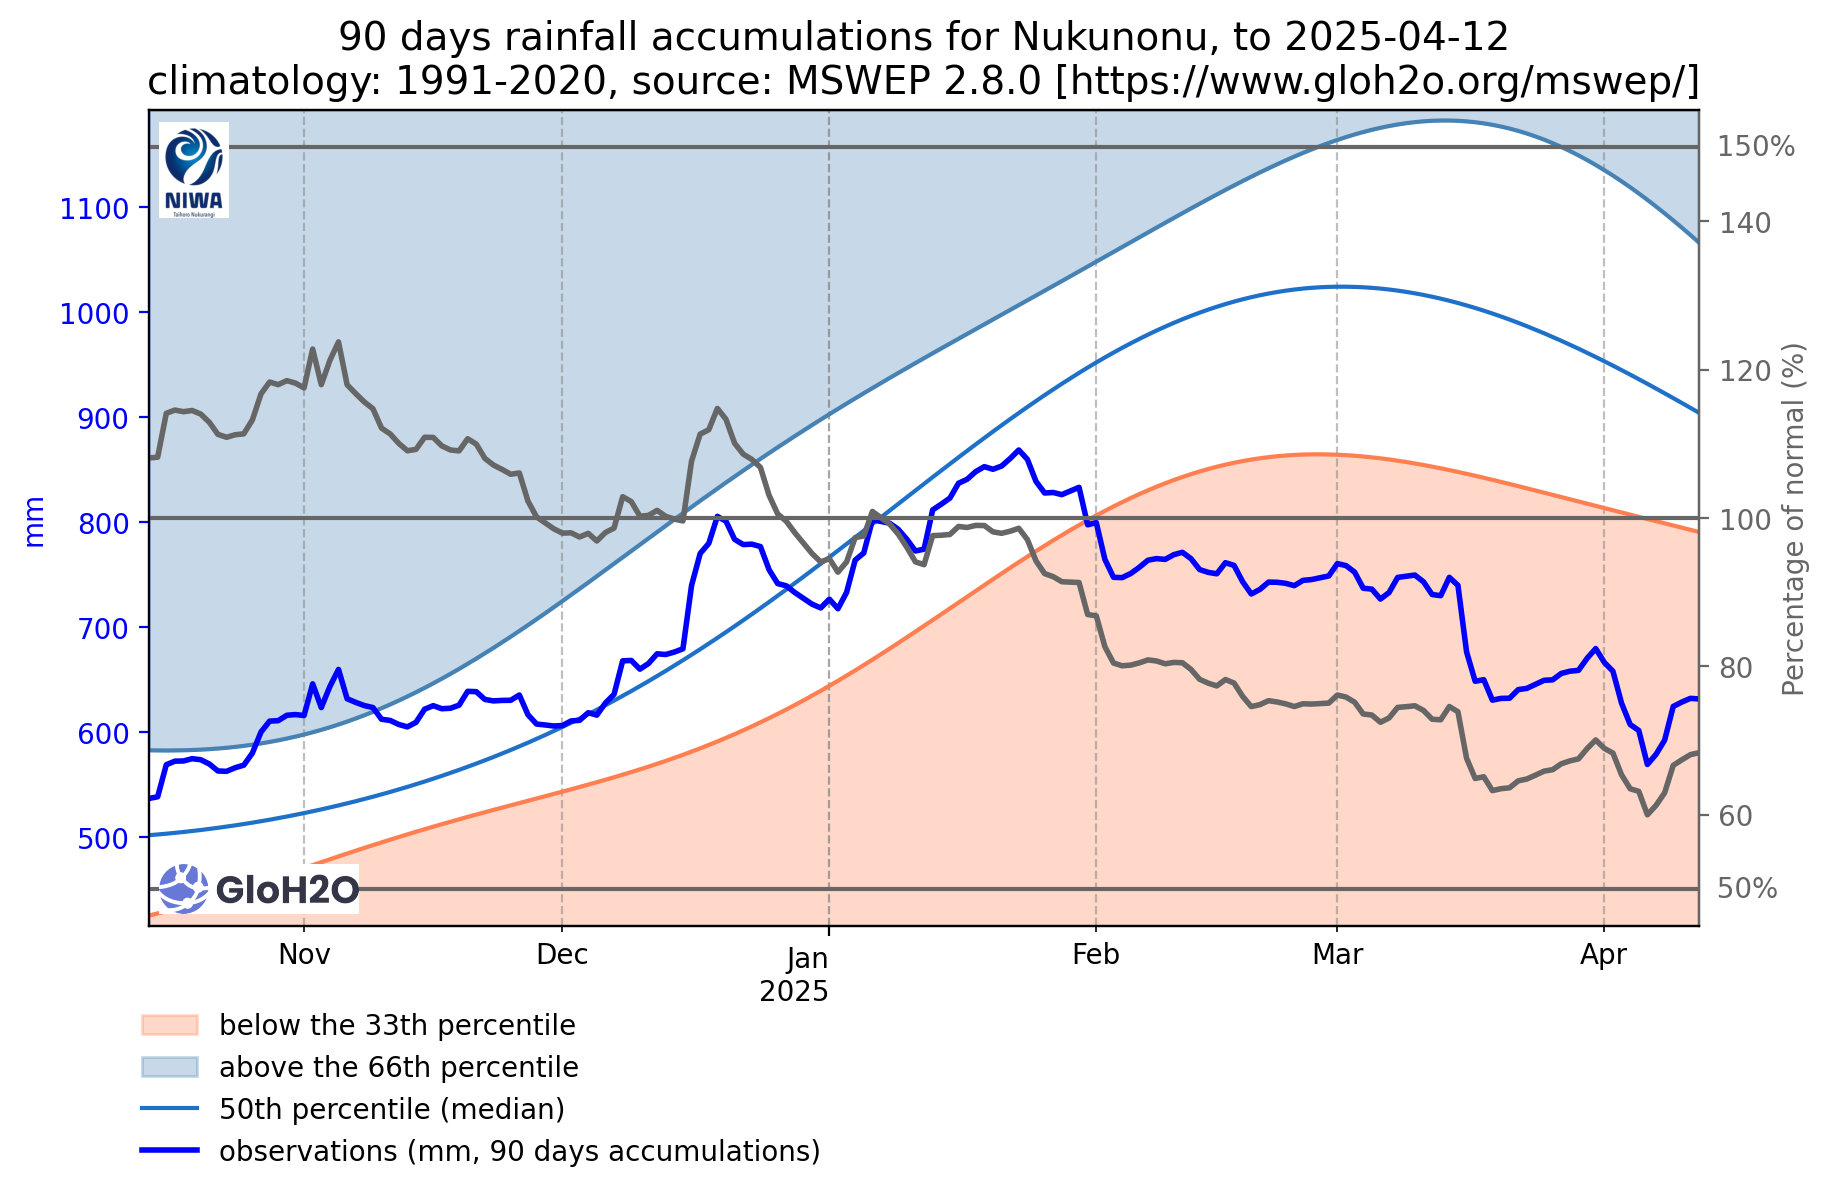 90 days rainfall accumulations for Nukunonu, to 2025-04-12
climatology: 1991-2020, source: MSWEP 2.8.0 [https://www.gloh2o.org/mswep/]
NIWA
Taihoro Nukurangi
1100
1000
900
800
700
600
500
mm
150%
140
120
100
80
60
50%
Percentage of normal (%)
GloH2O
Nov
Dec
Jan
2025
Feb
Mar
Apr
below the 33th percentile
above the 66th percentile
50th percentile (median)
observations (mm, 90 days accumulations)